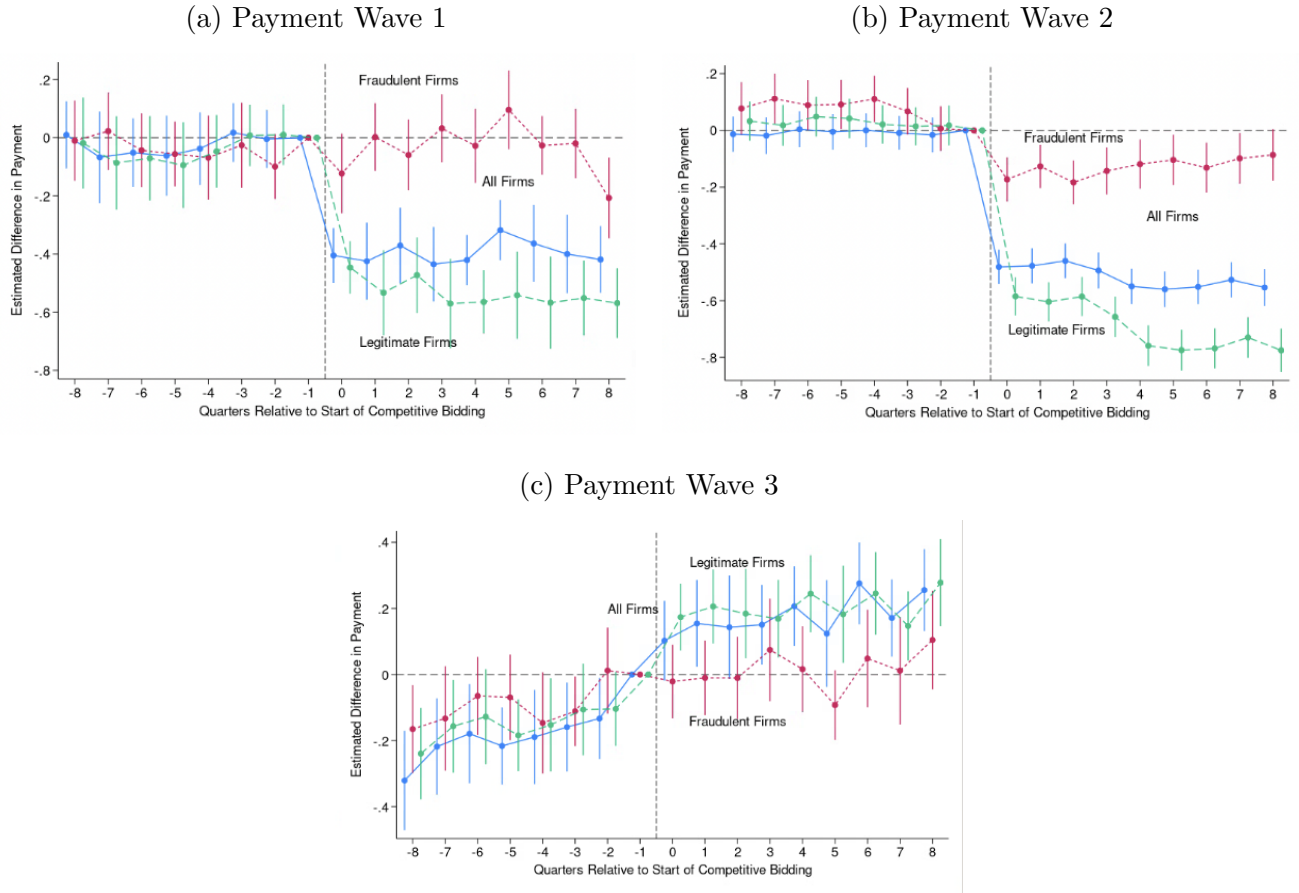 (a) Payment Wave 1
Estimated Difference in Payment
.2
0
-.2
-.4
-.6
-.8
Fraudulent Firms
All Firms
Legitimate Firms
-8 -7 -6 -5 -4 -3 -2 -1 0 1 2 3 4 5 6 7 8
Quarters Relative to Start of Competitive Bidding
(b) Payment Wave 2
Estimated Difference in Payment
.2
0
-.2
-.4
-.6
-.8
Fraudulent Firms
All Firms
Legitimate Firms
-8 -7 -6 -5 -4 -3 -2 -1 0 1 2 3 4 5 6 7 8
Quarters Relative to Start of Competitive Bidding
(c) Payment Wave 3
Estimated Difference in Payment
.4
.2
0
-.2
-.4
Legitimate Firms
All Firms
Fraudulent Firms
-8 -7 -6 -5 -4 -3 -2 -1 0 1 2 3 4 5 6 7 8
Quarters Relative to Start of Competitive Bidding